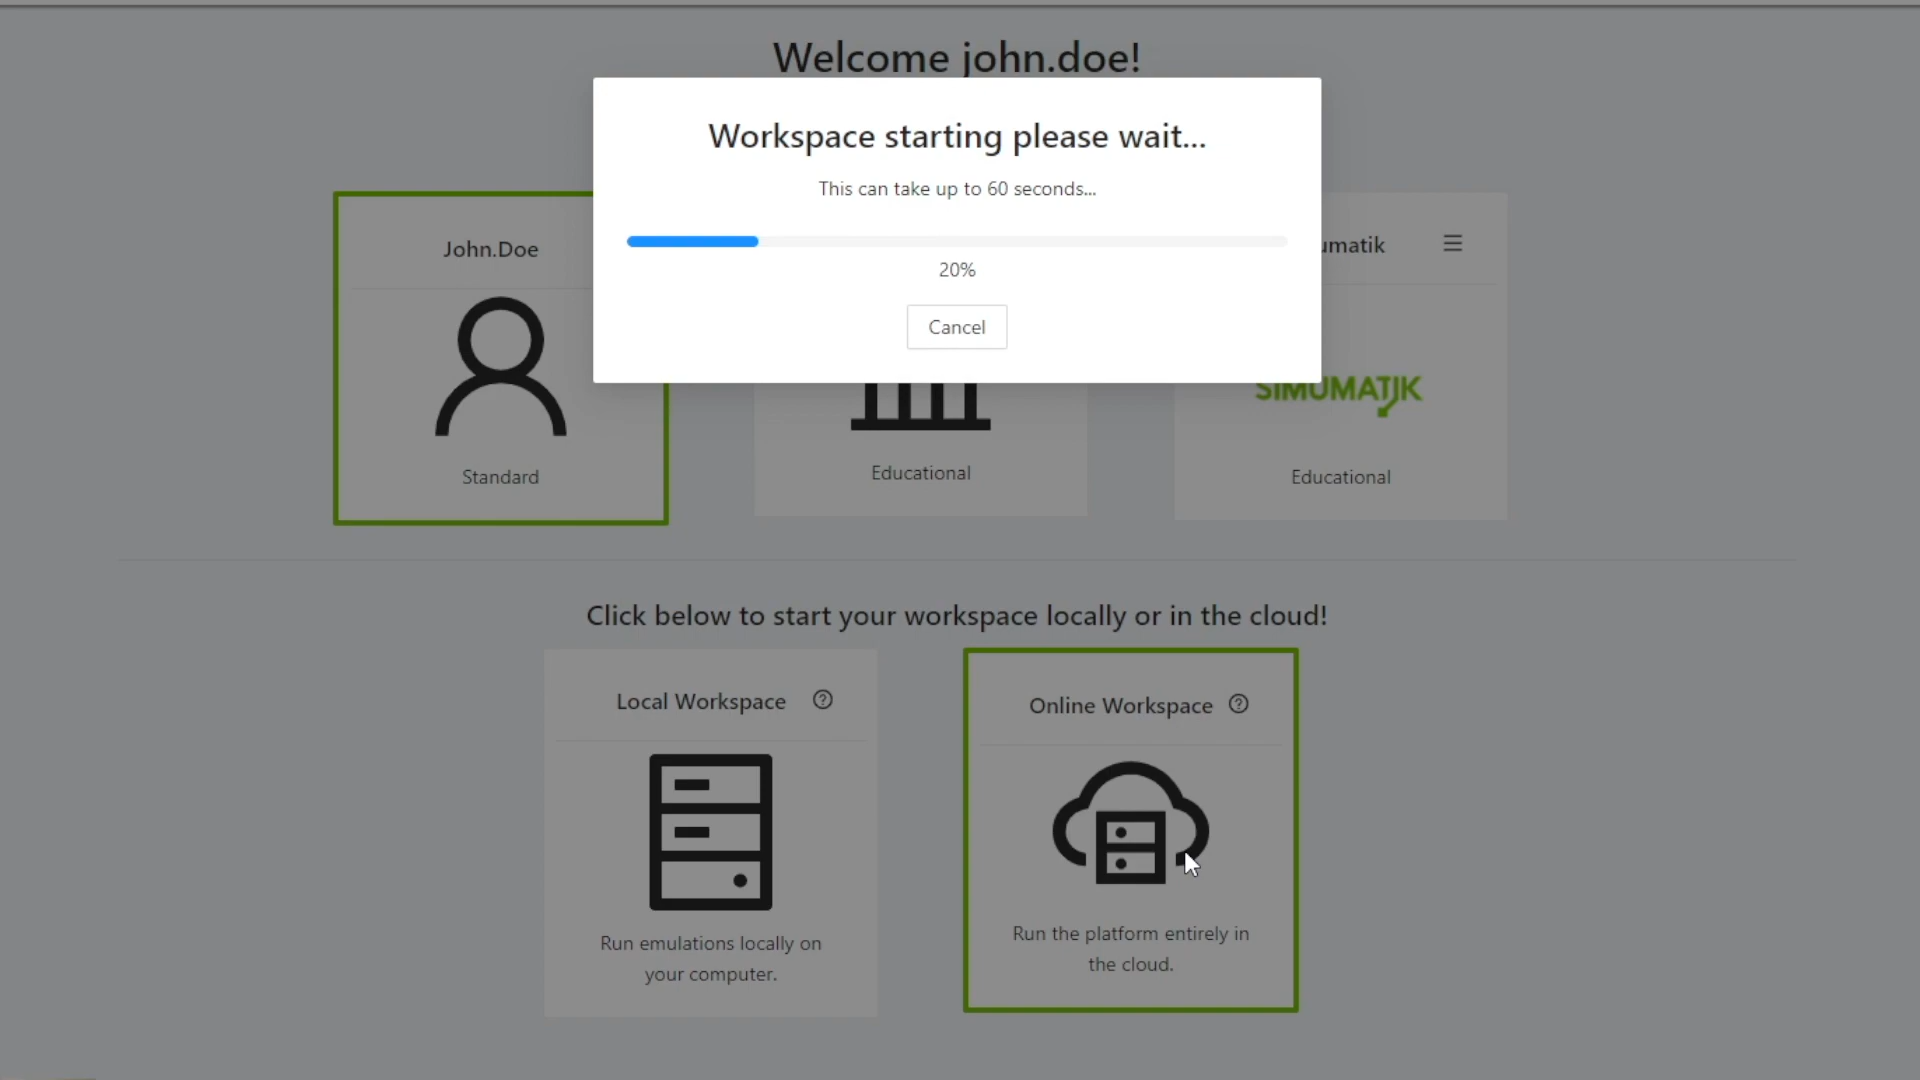 Welcome john.doe!
Workspace starting please wait...
This can take up to 60 seconds...
20%
Cancel
John.Doe
umatik
SIMUMATIK
Standard
Educational
Educational
Click below to start your workspace locally or in the cloud!
Local Workspace
Online Workspace
Run emulations locally on
your computer.
Run the platform entirely in
the cloud.